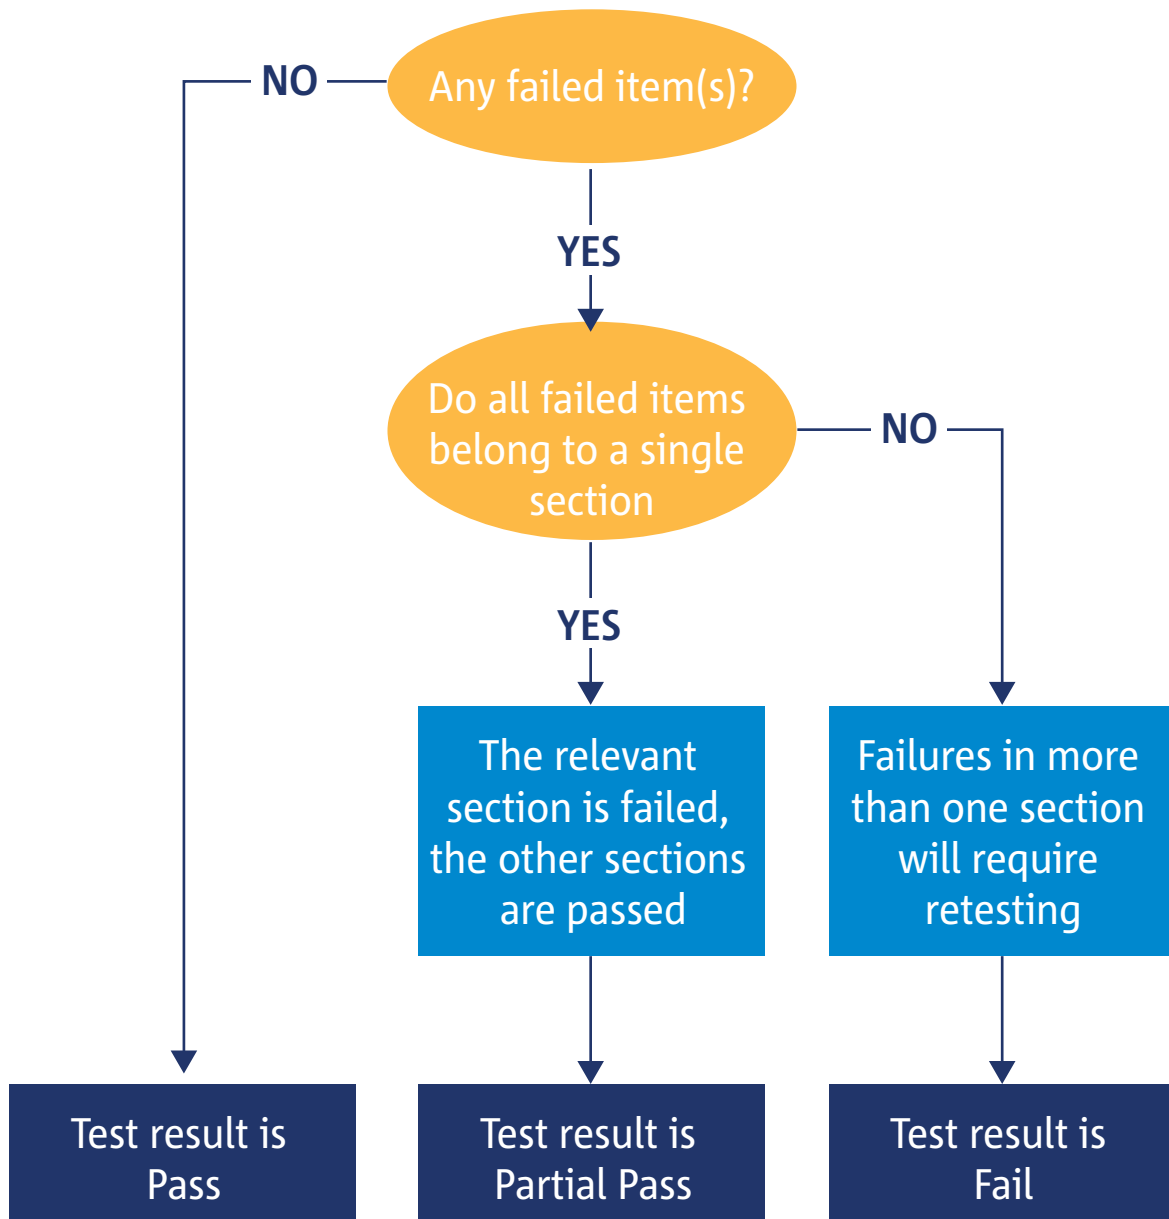 Any failed item(s)?
NO
YES
Do all failed items
belong to a single
section
NO
YES
The relevant
section is failed,
the other sections
are passed
Failures in more
than one section
will require
retesting
Test result is
Pass
Test result is
Partial Pass
Test result is
Fail